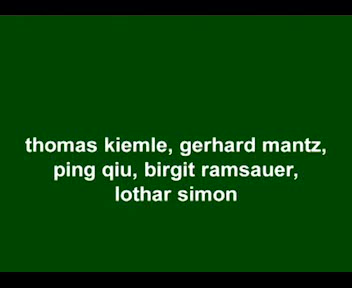 thomas kiemle, gerhard mantz,
ping qiu, birgit ramsauer,
lothar simon